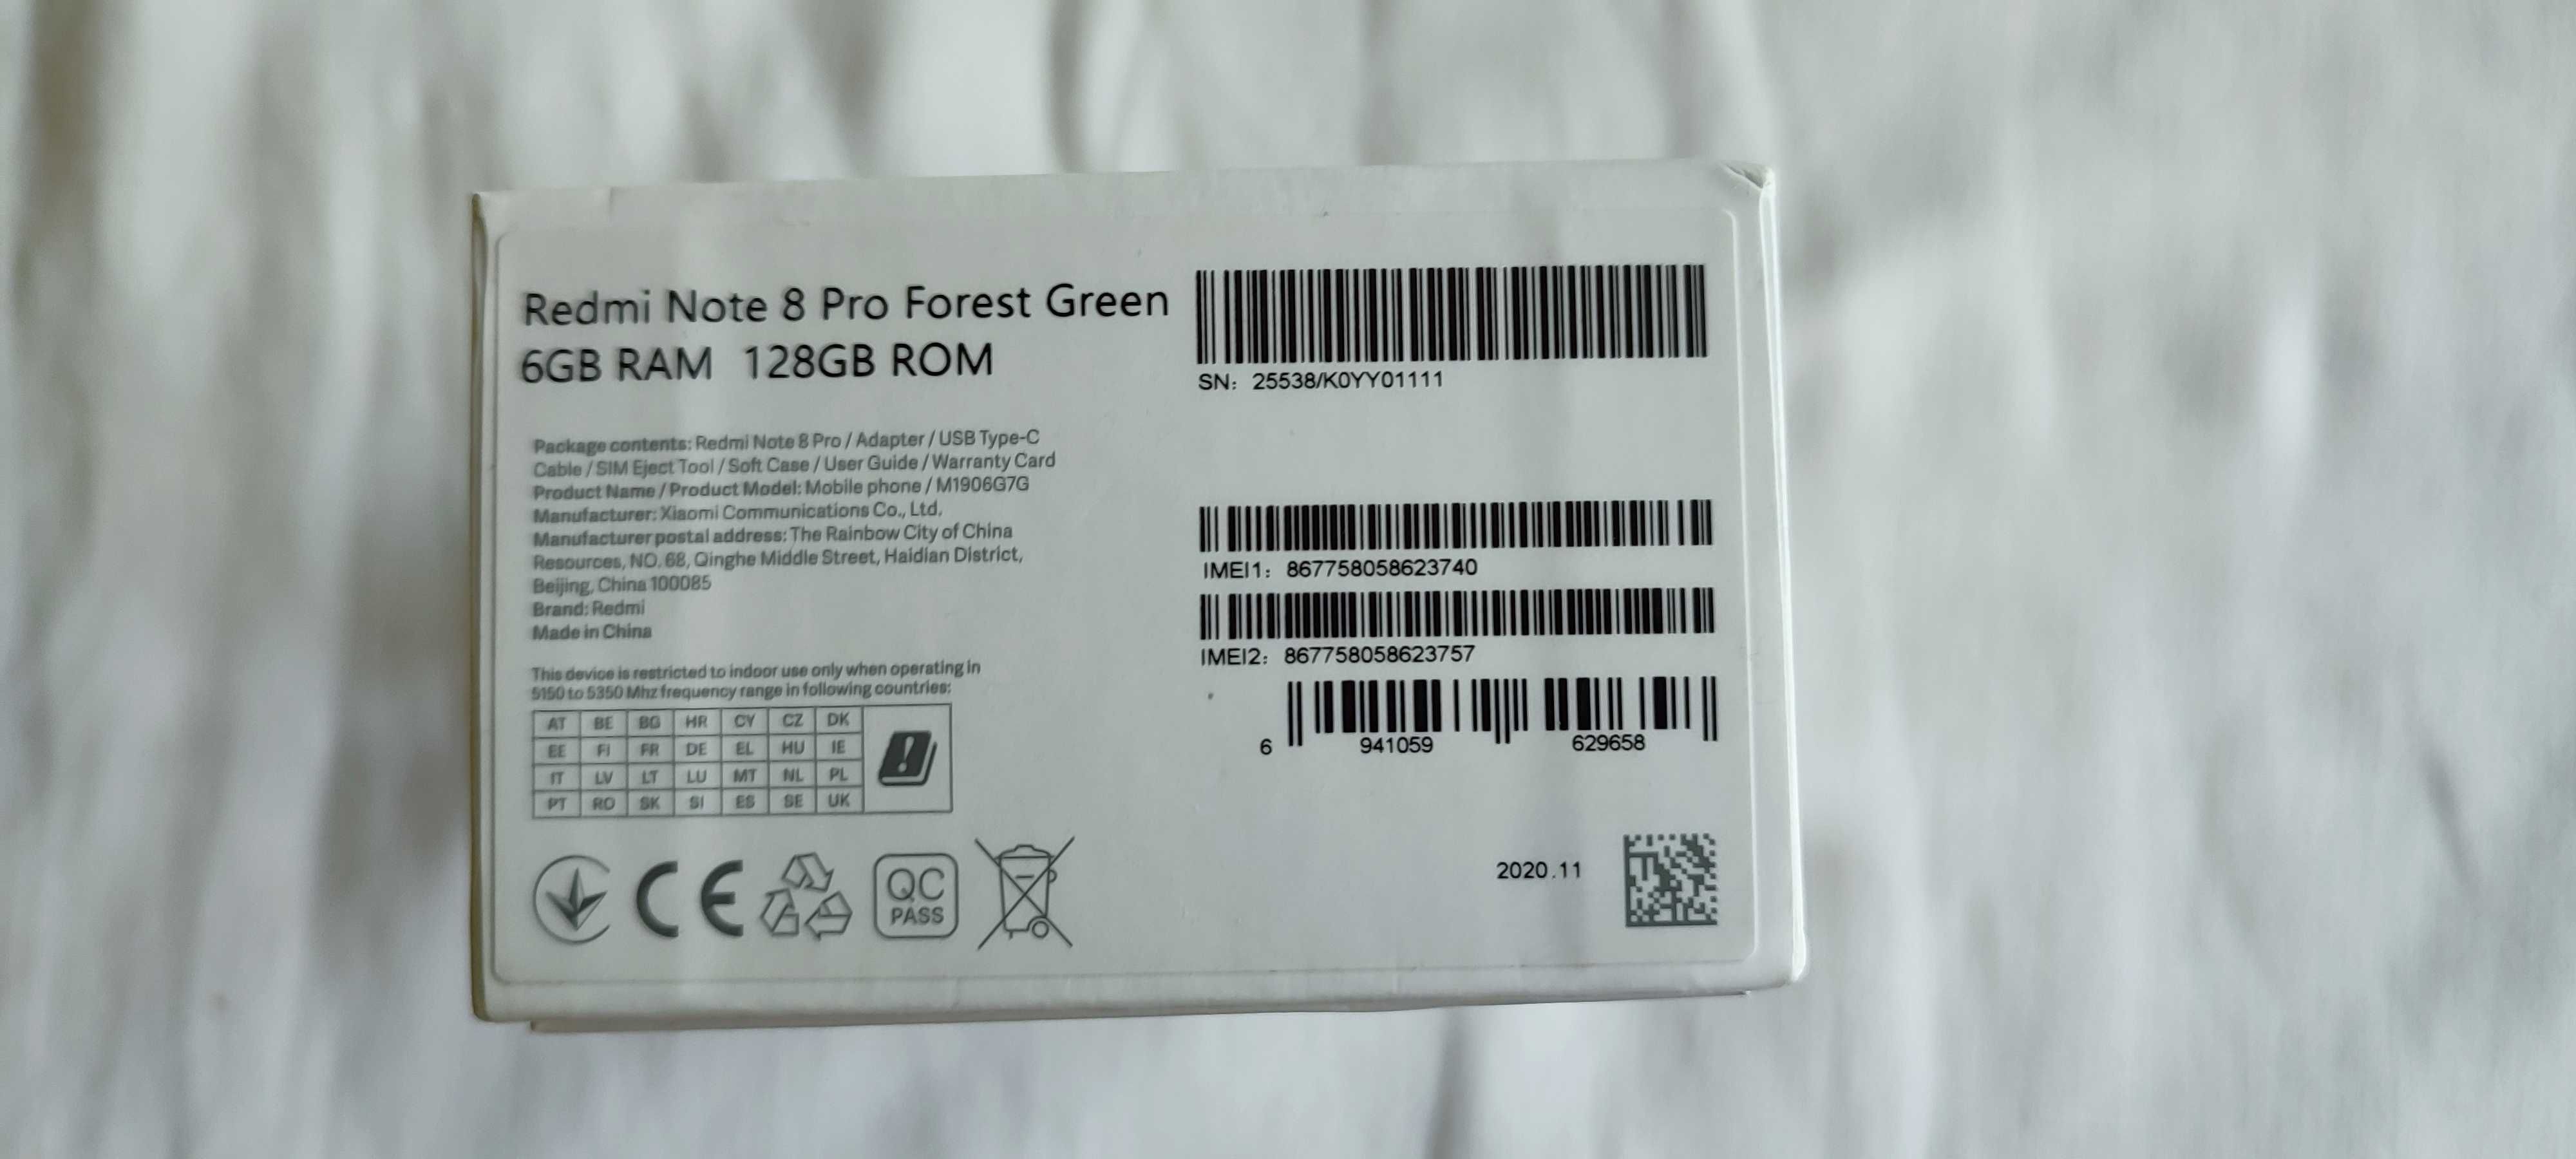 Redmi Note 8 Pro Forest Green
6GB RAM 128GB ROM
Package contents: Redmi Note 8 Pro / Adapter / USB Type-C
Cable / SIM Eject Tool / Soft Case / User Guide / Warranty Card
Product Name / Product Model: Mobile phone / M1906G7G
Manufacturer: Xiaomi Communications Co., Ltd.
Manufacturer postal address: The Rainbow City of China
Resources, NO. 68, Qinghe Middle Street, Haidian District,
Beijing, China 100085
Brand: Redmi
Made in China
This device is restricted to indoor use only when operating in
5150 to 5350 Mhz frequency range in following countries:
AT BE BG HR CY CZ DK
EE FI FR DE EL HU IE
IT LV LT LU MT NL PL
PT RO SK SI ES SE UK
CE
QC
PASS
SN: 25538/K0YY01111
IMEI1: 867758058623740
IMEI2: 867758058623757
6 941059 629658
2020.11